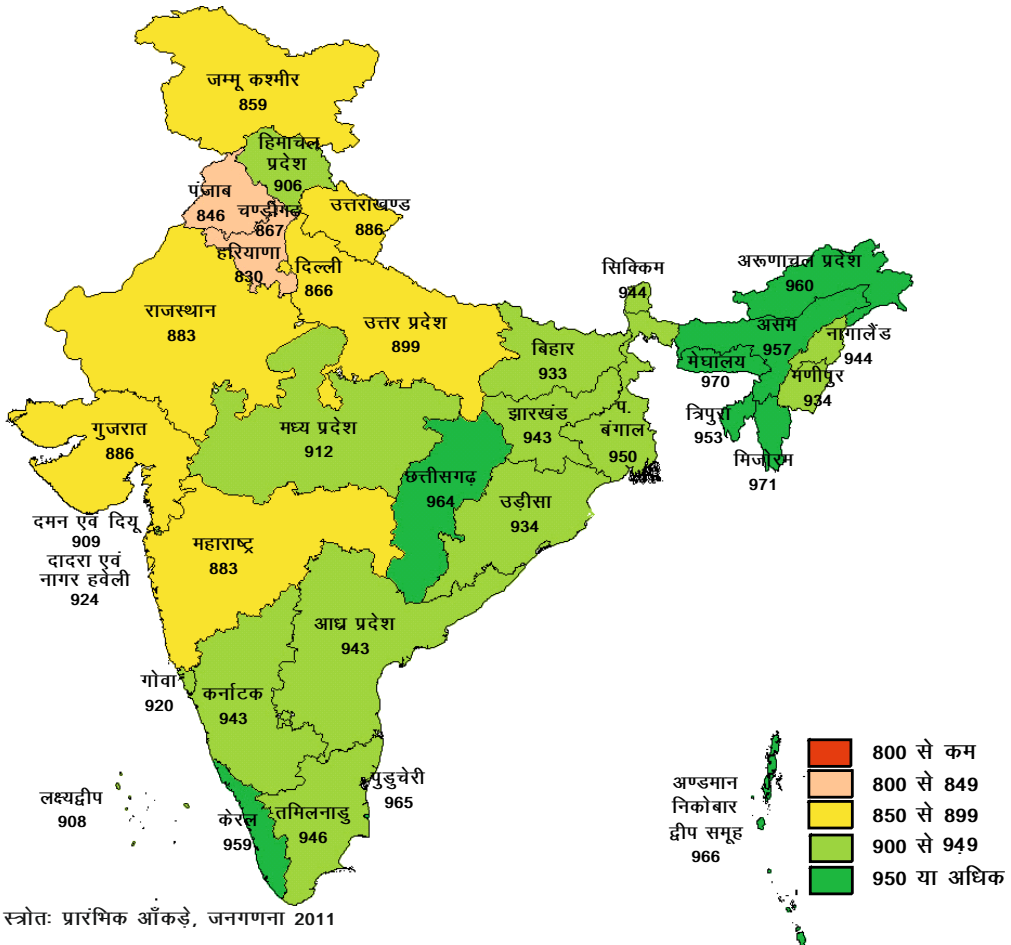 जम्मू कश्मीर
859
हिमाचल
प्रदेश
906
पंजाब
846
चण्डीगढ़
867
उत्तराखण्ड
886
हरियाणा
830
दिल्ली
866
राजस्थान
883
उत्तर प्रदेश
899
सिक्किम
944
अरूणाचल प्रदेश
960
असम
957
नागालैंड
944
मेघालय
970
मणीपुर
934
त्रिपुरा
953
मिजोरम
971
बिहार
933
झारखंड
943
प.
बंगाल
950
गुजरात
886
मध्य प्रदेश
912
छत्तीसगढ़
964
उड़ीसा
934
दमन एवं दियू
909
दादरा एवं
नागर हवेली
924
महाराष्ट्र
883
आध्र प्रदेश
943
गोवा
920
कर्नाटक
943
पुडुचेरी
965
लक्ष्यद्वीप
908
केरल
959
तमिलनाडु
946
अण्डमान
निकोबार
द्वीप समूह
966
800 से कम
800 से 849
850 से 899
900 से 949
950 या अधिक
स्त्रोतः प्रारंभिक आँकड़े, जनगणना 2011